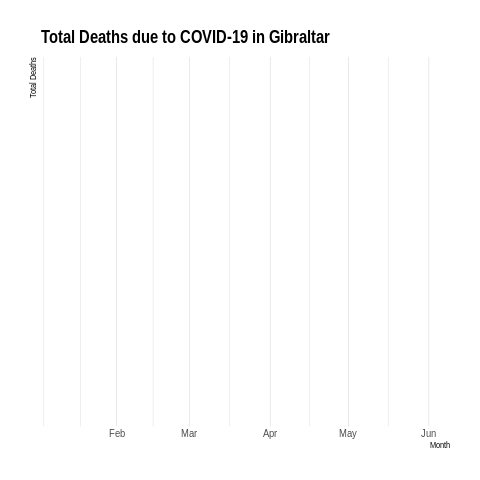 Total Deaths due to COVID-19 in Gibraltar
Total Deaths
Feb Mar Apr May Jun
Month